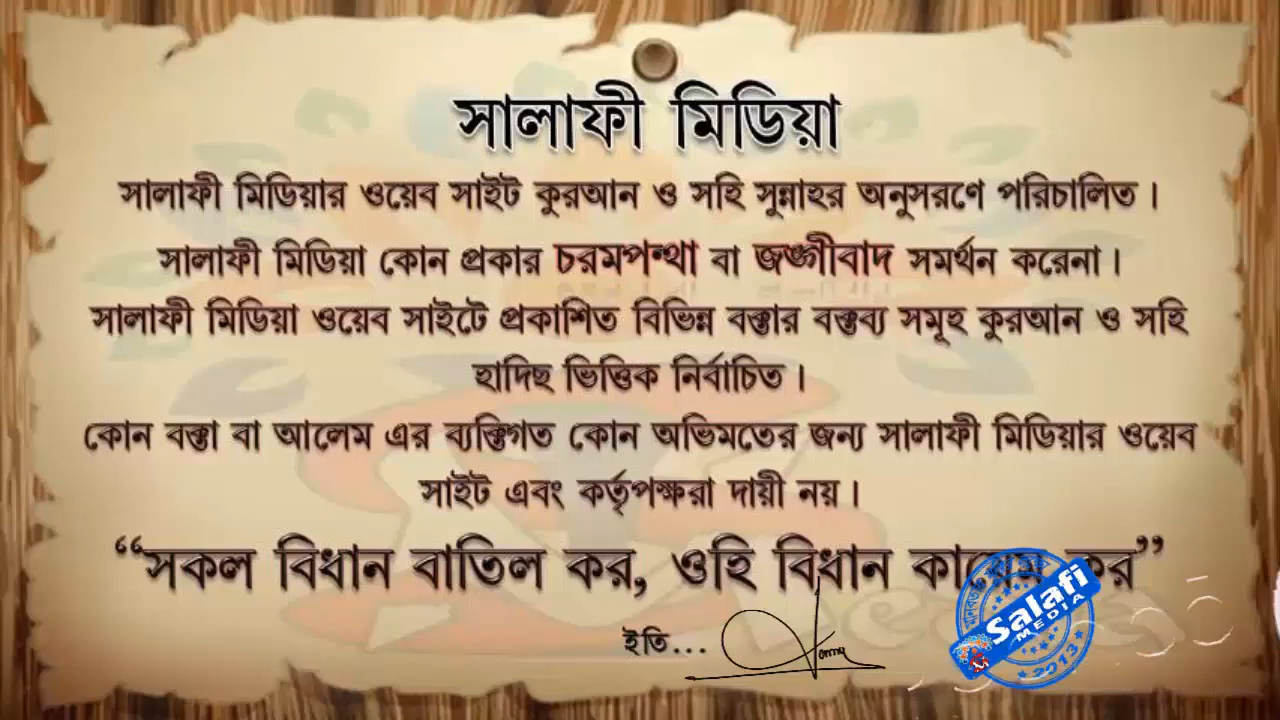 সালাফী মিডিয়া
সালাফী মিডিয়ার ওয়েব সাইট কুরআন ও সহি সুন্নাহর অনুসরণে পরিচালিত।
সালাফী মিডিয়া কোন প্রকার চরমপন্থা বা জঙ্গীবাদ সমর্থন করেনা।
সালাফী মিডিয়া ওয়েব সাইটে প্রকাশিত বিভিন্ন বক্তার বক্তব্য সমূহ কুরআন ও সহি
হাদিছ ভিত্তিক নির্বাচিত।
কোন বক্তা বা আলেম এর ব্যক্তিগত কোন অভিমতের জন্য সালাফী মিডিয়ার ওয়েব
সাইট এবং কর্তৃপক্ষরা দায়ী নয়।
“সকল বিধান বাতিল কর, ওহি বিধান কায়েম কর”
ইতি...
Salafi
MEDIA
2013